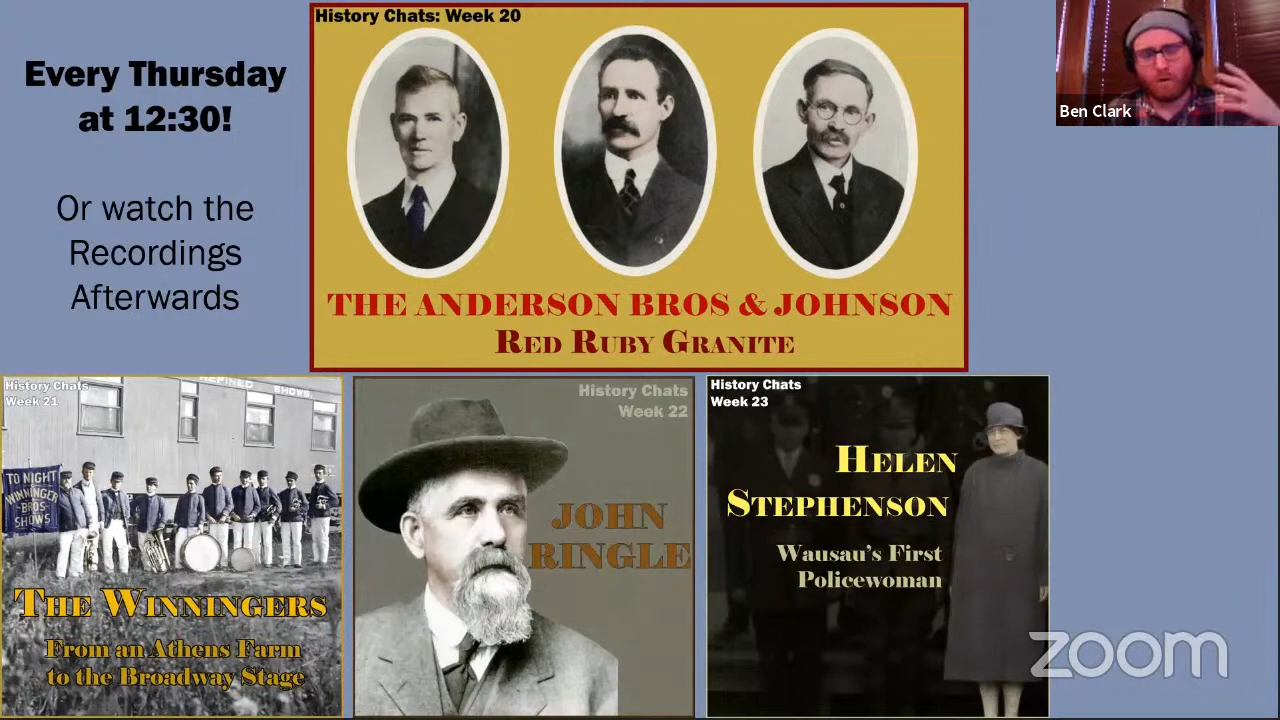 Every Thursday
at 12:30!
Or watch the
Recordings
Afterwards
History Chats: Week 20
THE ANDERSON BROS & JOHNSON
RED RUBY GRANITE
Ben Clark
History Chats
Week 21
REFINED SHOWS.
TO NIGHT
WINNINGER
-BROS-
SHOWS
THE WINNINGERS
From an Athens Farm
to the Broadway Stage
History Chats
Week 22
JOHN
RINGLE
History Chats
Week 23
HELEN
STEPHENSON
Wausau's First
Policewoman
zoom